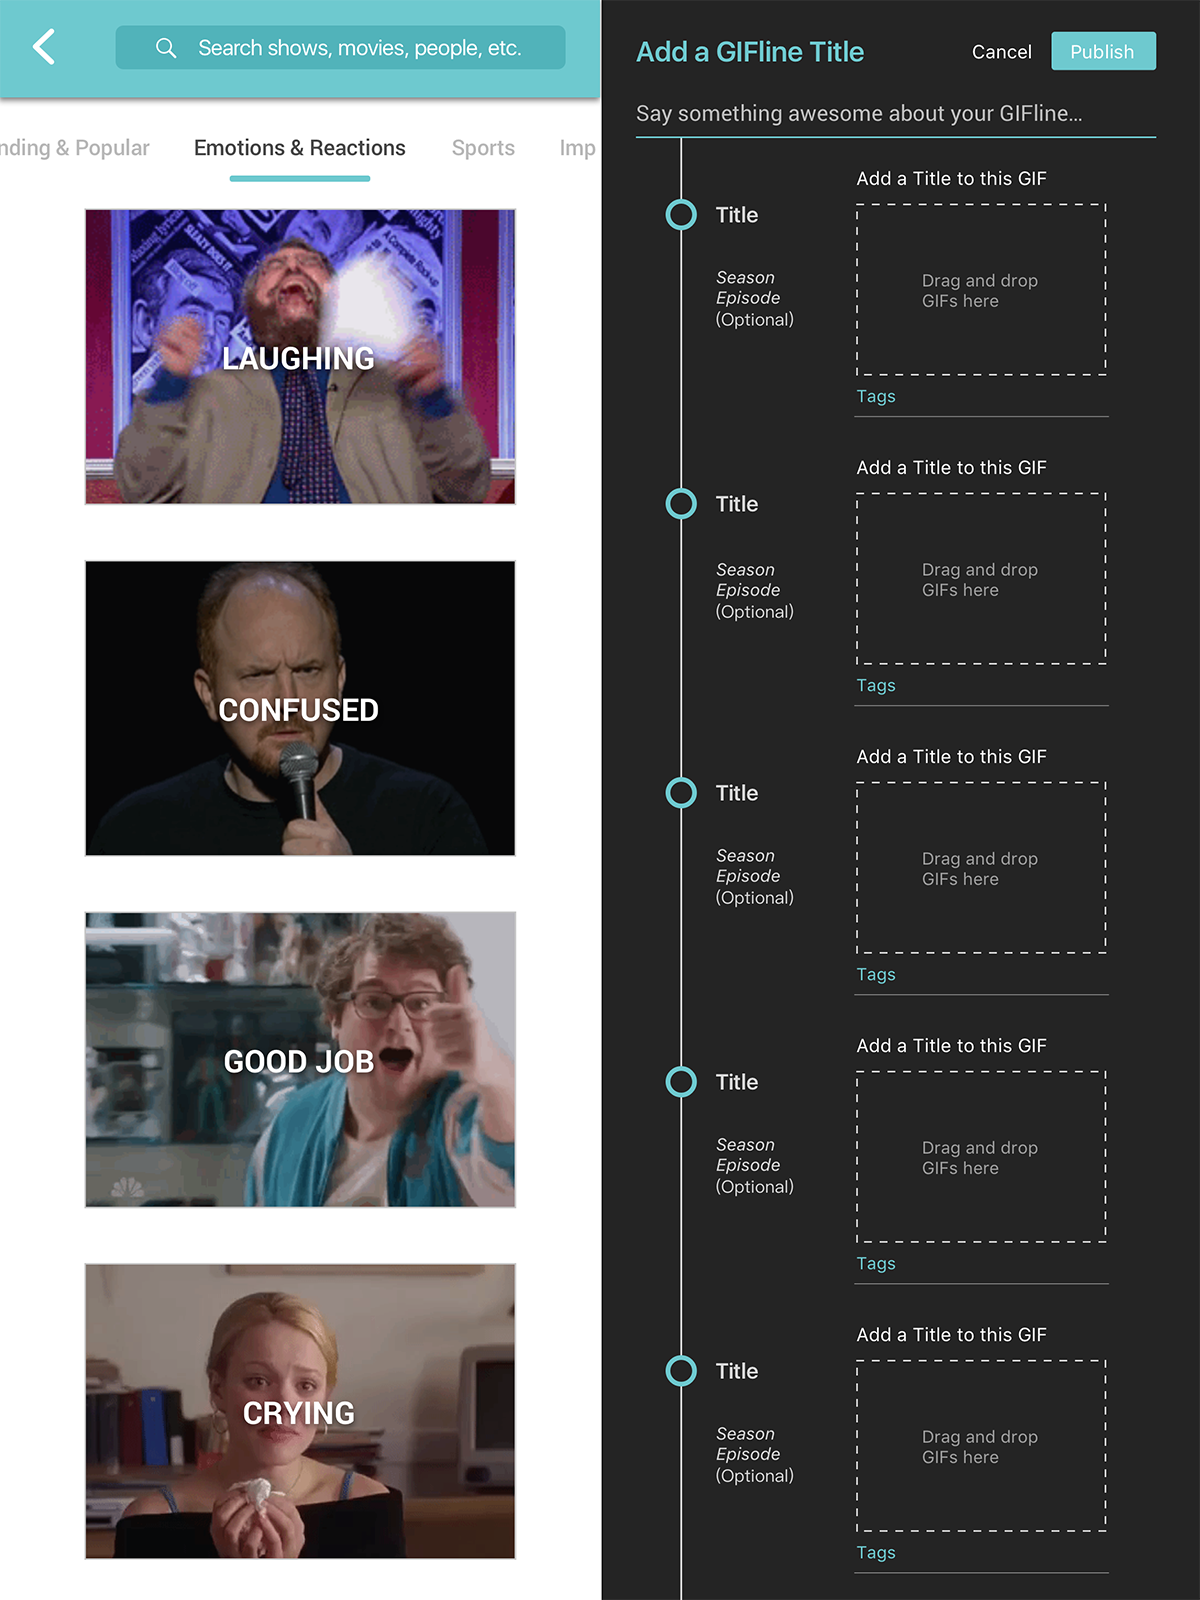 Search shows, movies, people, etc.
nding & Popular
Emotions & Reactions
Sports
Imp
LAUGHING
CONFUSED
GOOD JOB
CRYING
Add a GIFline Title
Cancel
Publish
Say something awesome about your GIFline...
Add a Title to this GIF
Title
Season
Episode
(Optional)
Drag and drop
GIFs here
Tags
Add a Title to this GIF
Title
Season
Episode
(Optional)
Drag and drop
GIFs here
Tags
Add a Title to this GIF
Title
Season
Episode
(Optional)
Drag and drop
GIFs here
Tags
Add a Title to this GIF
Title
Season
Episode
(Optional)
Drag and drop
GIFs here
Tags
Add a Title to this GIF
Title
Season
Episode
(Optional)
Drag and drop
GIFs here
Tags